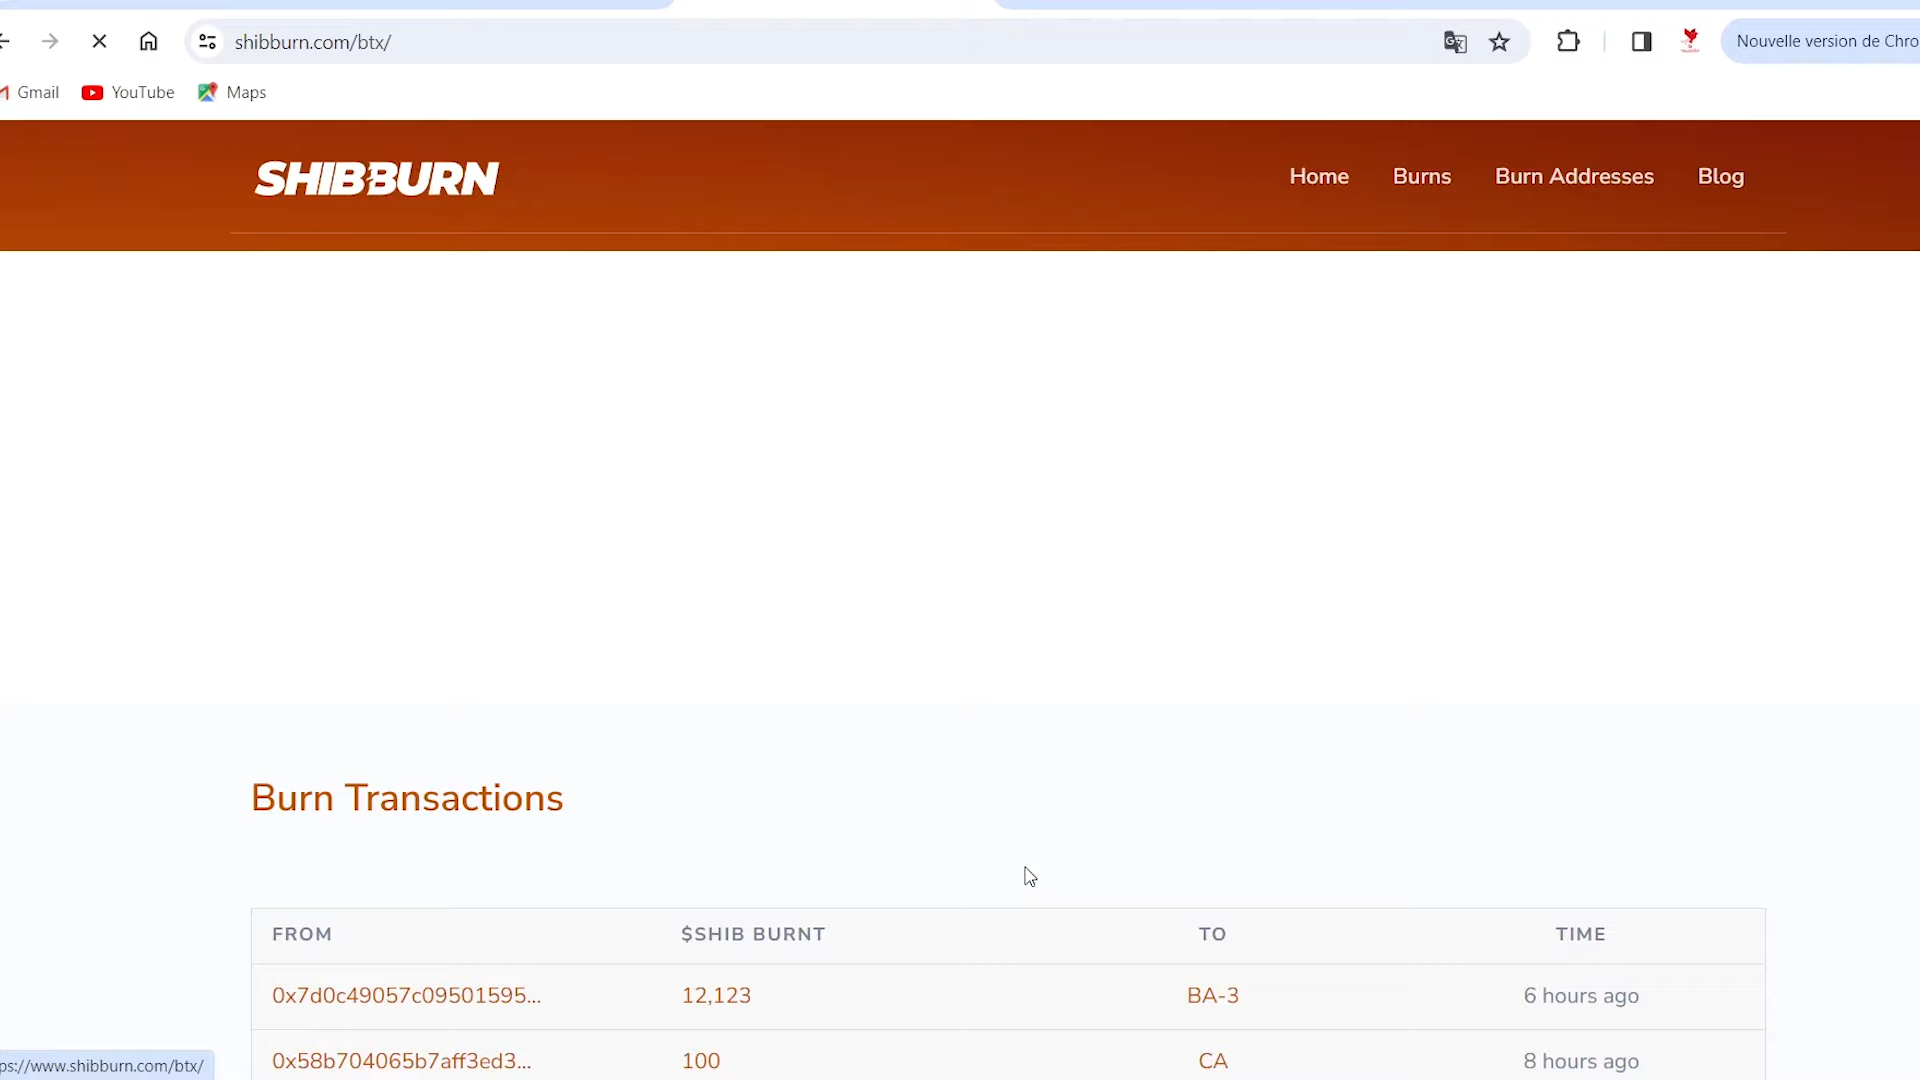 shibburn.com/btx/
Nouvelle version de Chro
Gmail YouTube Maps
SHIBBURN Home Burns Burn Addresses Blog
Burn Transactions
FROM $SHIB BURNT TO TIME
0x7d0c49057c09501595... 12,123 BA-3 6 hours ago
0x58b704065b7aff3ed3... 100 CA 8 hours ago
ps://www.shibburn.com/btx/